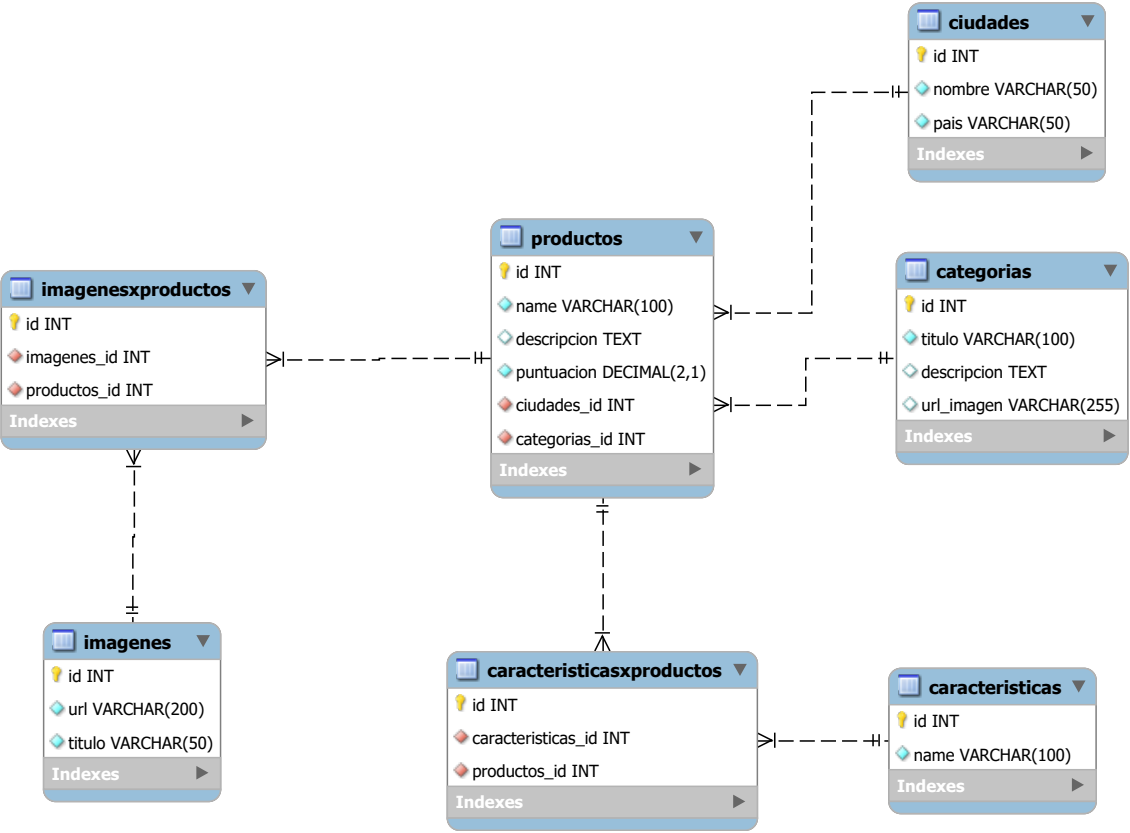 ciudades
id INT
nombre VARCHAR(50)
pais VARCHAR(50)
Indexes
productos
id INT
name VARCHAR(100)
descripcion TEXT
puntuacion DECIMAL(2,1)
ciudades_id INT
categorias_id INT
Indexes
categorias
id INT
titulo VARCHAR(100)
descripcion TEXT
url_imagen VARCHAR(255)
Indexes
imagenesxproductos
id INT
imagenes_id INT
productos_id INT
Indexes
imagenes
id INT
url VARCHAR(200)
titulo VARCHAR(50)
Indexes
caracteristicasxproductos
id INT
caracteristicas_id INT
productos_id INT
Indexes
caracteristicas
id INT
name VARCHAR(100)
Indexes